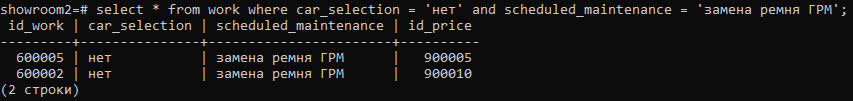 showroom2=# select * from work where car_selection = 'нет' and scheduled_maintenance = 'замена ремня ГРМ';
 id_work | car_selection | scheduled_maintenance | id_price
---------+---------------+-----------------------+----------
  600005 | нет           | замена ремня ГРМ      |   900005
  600002 | нет           | замена ремня ГРМ      |   900010
(2 строки)